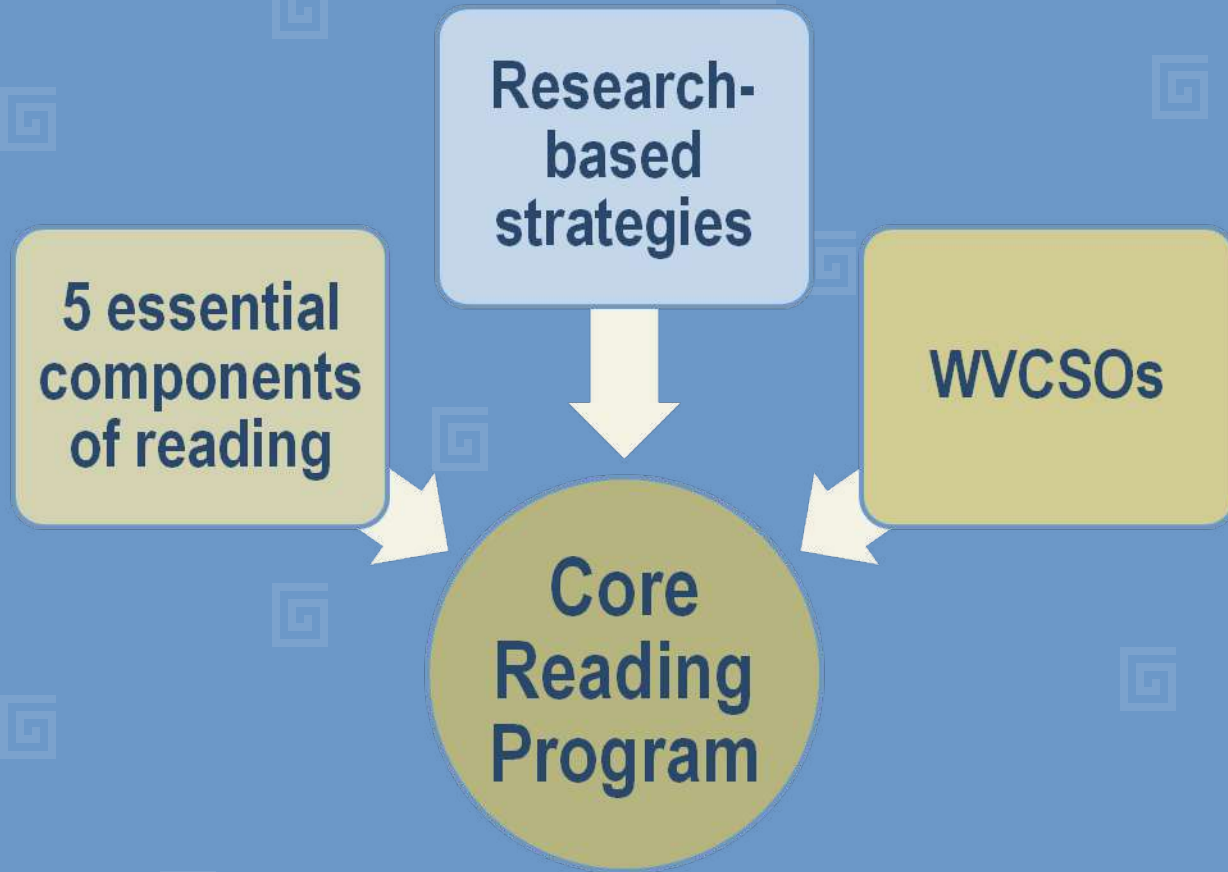 Research-
based
strategies
5 essential
components
of reading
WVCSOs
Core
Reading
Program